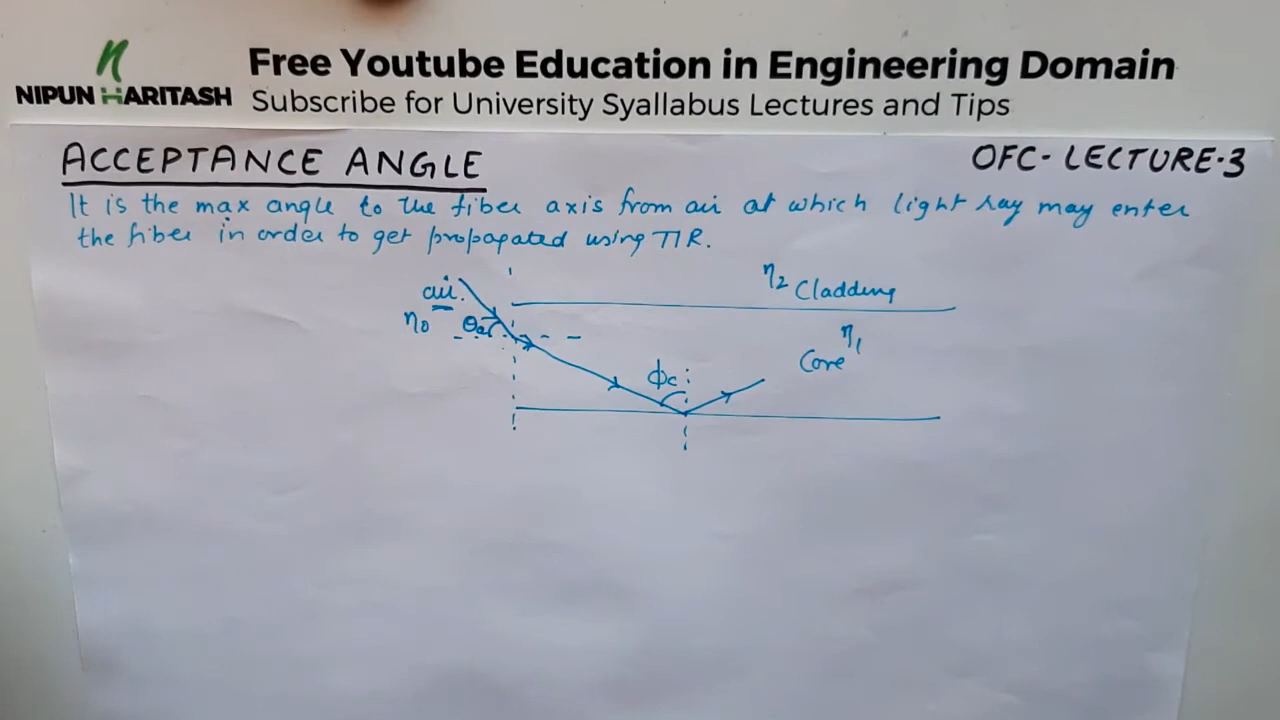 Free Youtube Education in Engineering Domain
NIPUN HARITASH
Subscribe for University Syallabus Lectures and Tips
ACCEPTANCE ANGLE
OFC- LECTURE-3
It is the max angle to the fiber axis from air at which light ray may enter
the fiber in order to get propagated using TIR.
air.
η2 Cladding
η0
θa
η1
Core
ϕc